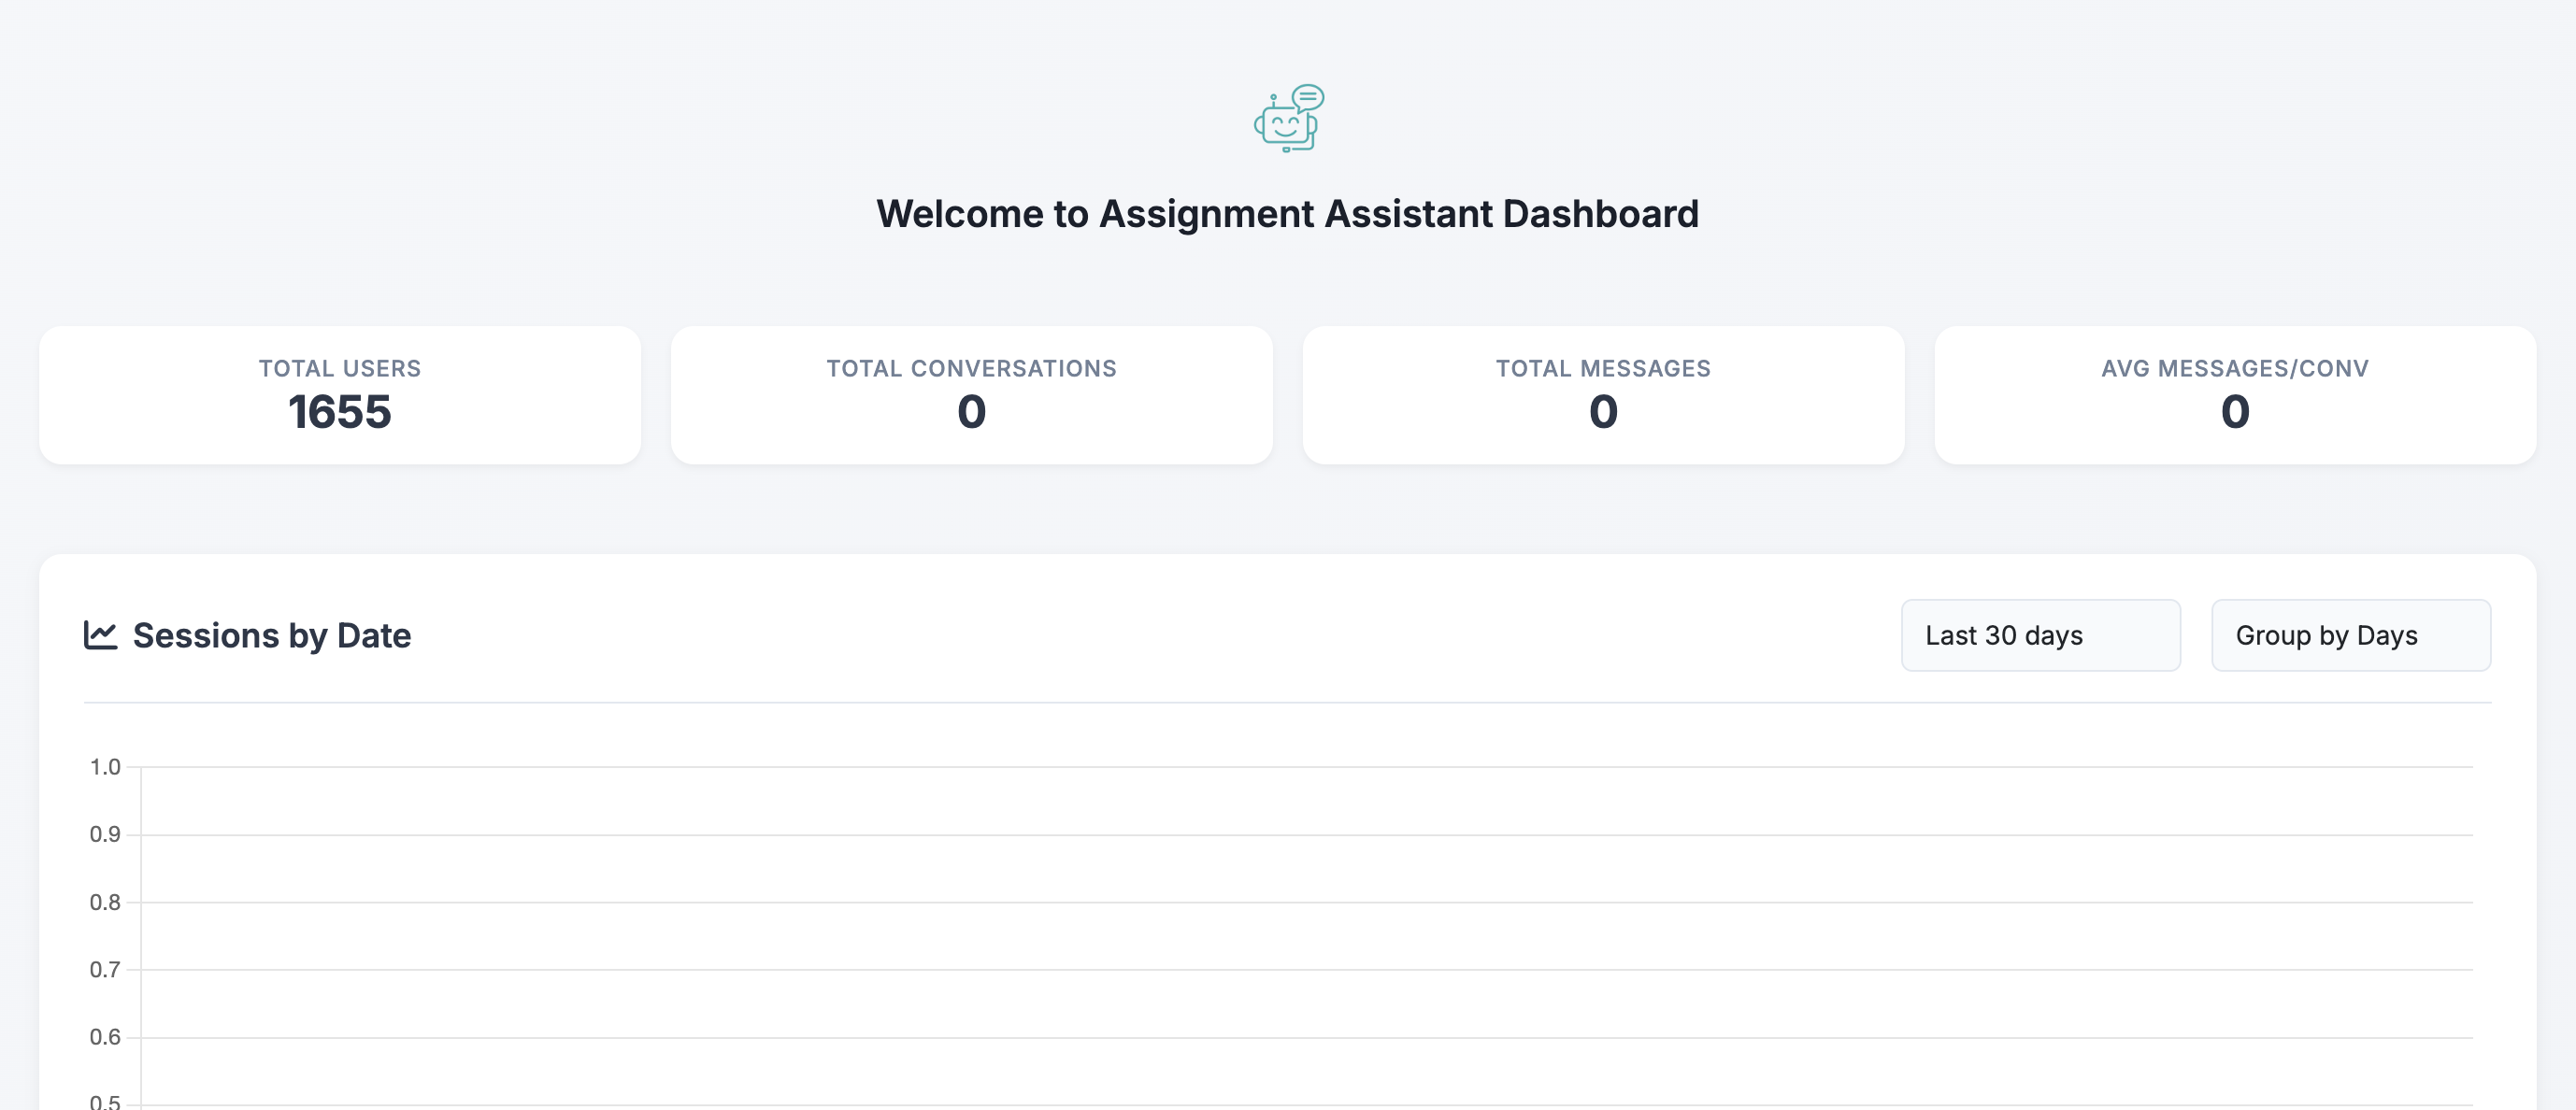 Welcome to Assignment Assistant Dashboard
TOTAL USERS
1655
TOTAL CONVERSATIONS
0
TOTAL MESSAGES
0
AVG MESSAGES/CONV
0
Sessions by Date
Last 30 days
Group by Days
1.0
0.9
0.8
0.7
0.6
0.5